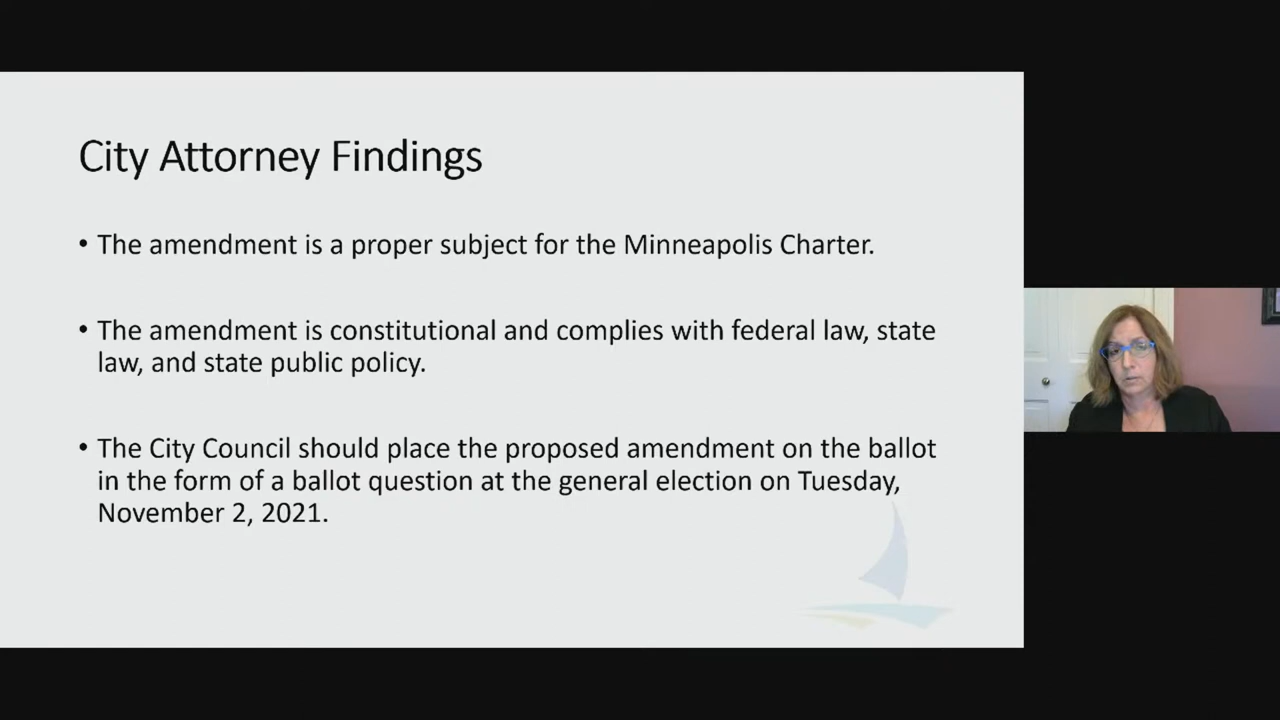 City Attorney Findings
• The amendment is a proper subject for the Minneapolis Charter.
• The amendment is constitutional and complies with federal law, state
law, and state public policy.
• The City Council should place the proposed amendment on the ballot
in the form of a ballot question at the general election on Tuesday,
November 2, 2021.